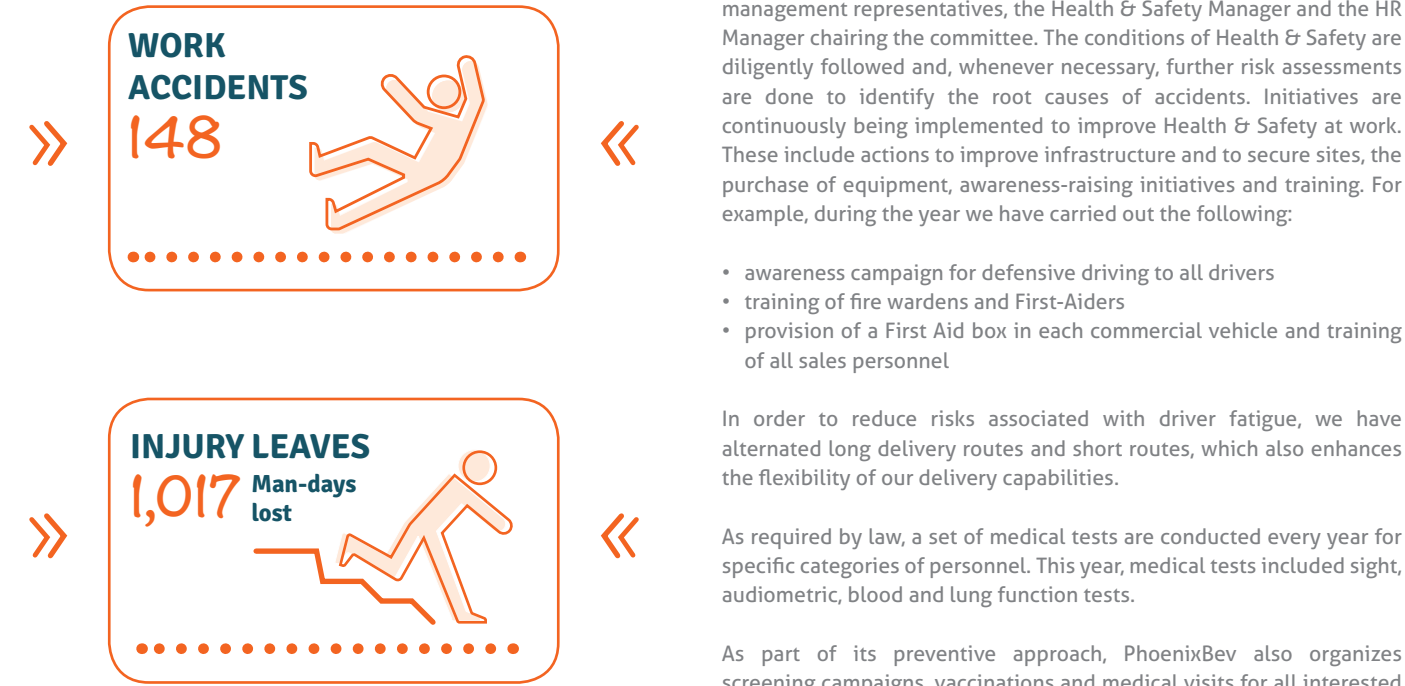 WORK
ACCIDENTS
148
INJURY LEAVES
1,017 Man-days
lost
management representatives, the Health & Safety Manager and the HR
Manager chairing the committee. The conditions of Health & Safety are
diligently followed and, whenever necessary, further risk assessments
are done to identify the root causes of accidents. Initiatives are
continuously being implemented to improve Health & Safety at work.
These include actions to improve infrastructure and to secure sites, the
purchase of equipment, awareness-raising initiatives and training. For
example, during the year we have carried out the following:
• awareness campaign for defensive driving to all drivers
• training of fire wardens and First-Aiders
• provision of a First Aid box in each commercial vehicle and training
of all sales personnel
In order to reduce risks associated with driver fatigue, we have
alternated long delivery routes and short routes, which also enhances
the flexibility of our delivery capabilities.
As required by law, a set of medical tests are conducted every year for
specific categories of personnel. This year, medical tests included sight,
audiometric, blood and lung function tests.
As part of its preventive approach, PhoenixBev also organizes
screening campaigns, vaccinations and medical visits for all interested